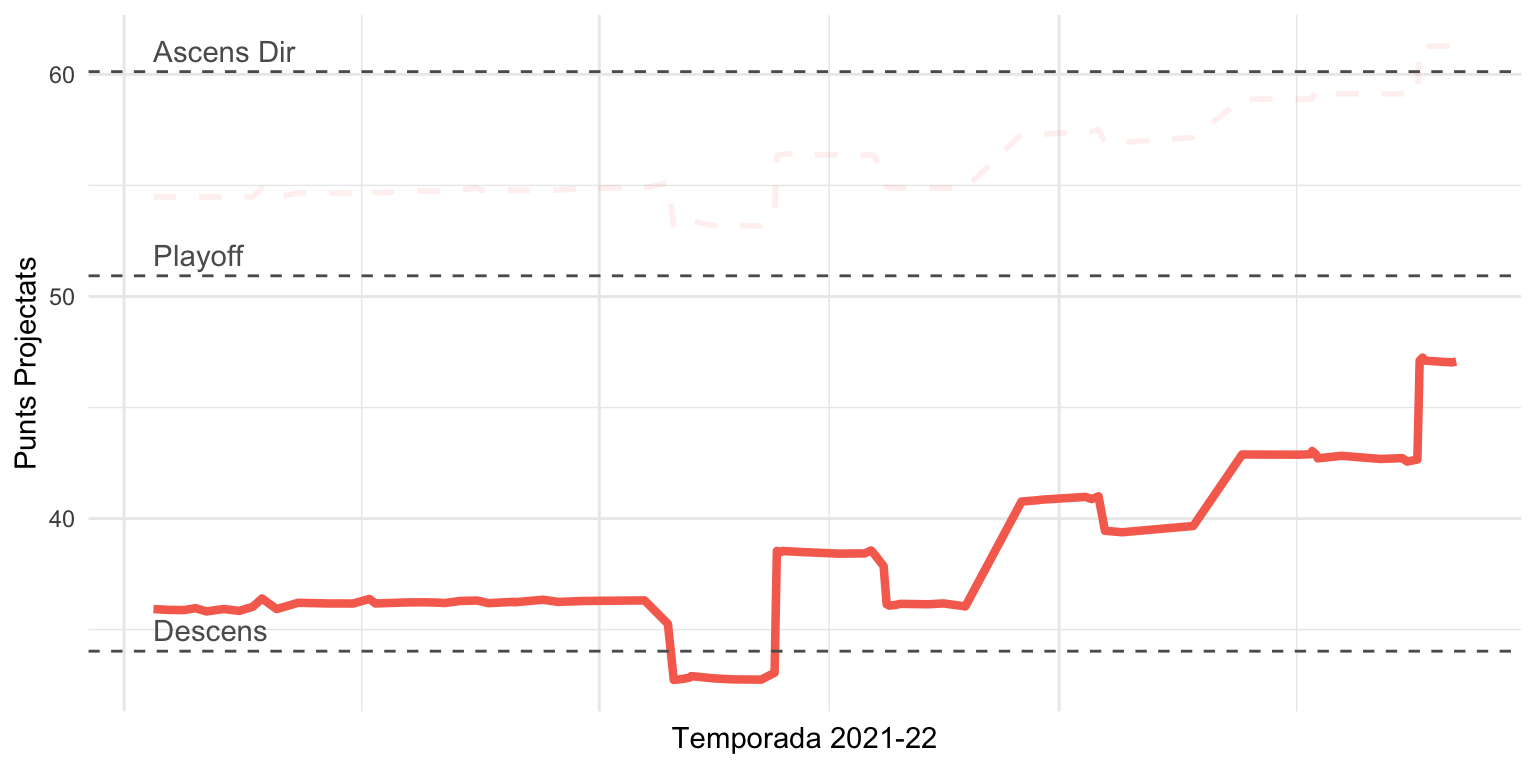 Ascens Dir
60
Playoff
50
Punts Projectats
40
Descens
Temporada 2021-22